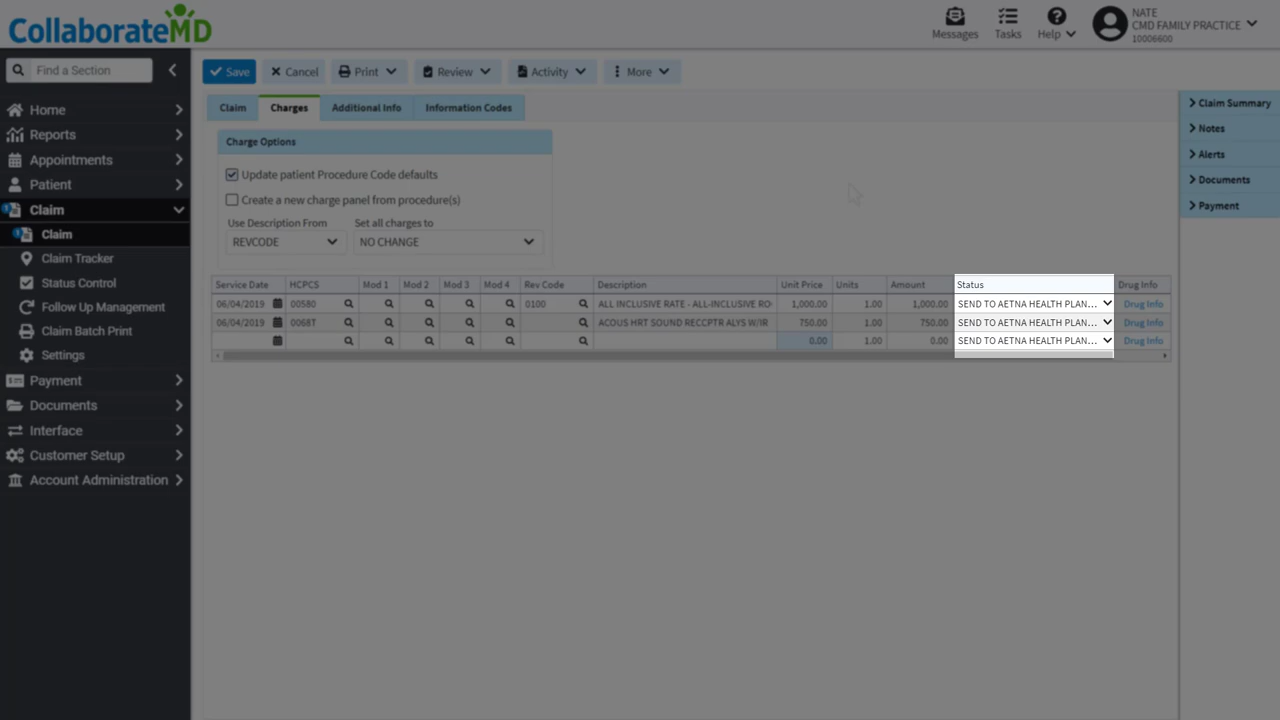 CollaborateMD
Messages
Tasks
Help
NATE
CMD FAMILY PRACTICE
10006600
Find a Section
Home
Reports
Appointments
Patient
Claim
Claim
Claim Tracker
Status Control
Follow Up Management
Claim Batch Print
Settings
Payment
Documents
Interface
Customer Setup
Account Administration
Save Cancel Print Review Activity More
Claim Charges Additional Info Information Codes
Charge Options
Update patient Procedure Code defaults
Create a new charge panel from procedure(s)
Use Description From Set all charges to
REVCODE NO CHANGE
Service Date HCPCS Mod 1 Mod 2 Mod 3 Mod 4 Rev Code Description Unit Price Units Amount Status Drug Info
06/04/2019 00580 0100 ALL INCLUSIVE RATE - ALL-INCLUSIVE RO 1,000.00 1.00 1,000.00 SEND TO AETNA HEALTH PLAN... Drug Info
06/04/2019 0068T ACOUS HRT SOUND RECCPTR ALYS W/IR 750.00 1.00 750.00 SEND TO AETNA HEALTH PLAN... Drug Info
0.00 1.00 0.00 SEND TO AETNA HEALTH PLAN... Drug Info
Claim Summary
Notes
Alerts
Documents
Payment